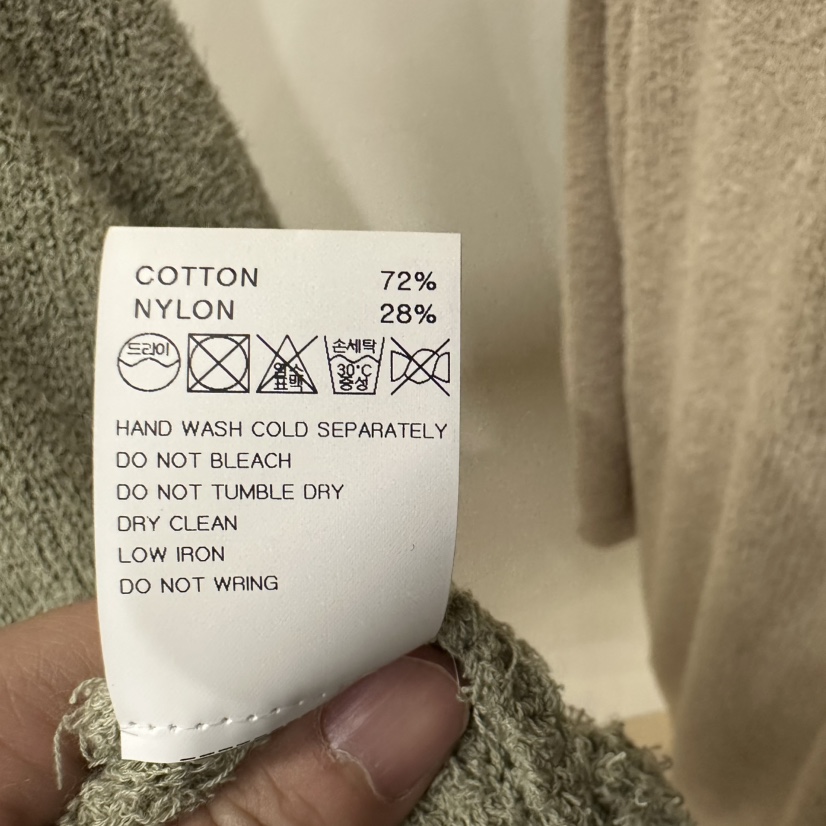 COTTON 72%
NYLON 28%
드라이
염소
표백
손세탁
30°C
중성
HAND WASH COLD SEPARATELY
DO NOT BLEACH
DO NOT TUMBLE DRY
DRY CLEAN
LOW IRON
DO NOT WRING